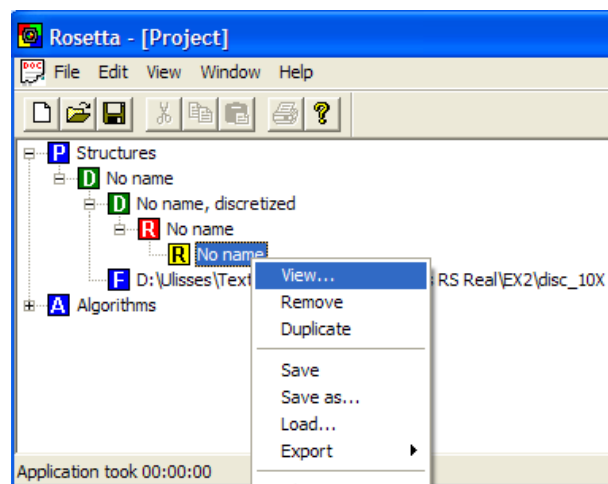 Rosetta - [Project]
DOC File Edit View Window Help
P Structures
D No name
D No name, discretized
R No name
R No name
F D:\Ulisses\Text RS Real\EX2\disc_10X
A Algorithms
View...
Remove
Duplicate
Save
Save as...
Load...
Export
Application took 00:00:00